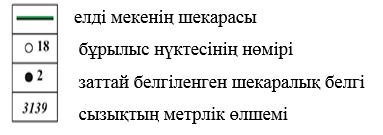 елді мекенің шекарасы
18 бұрылыс нүктесінің нөмірі
2 заттай белгіленген шекаралық белгі
3139 сызықтың метрлік өлшемі